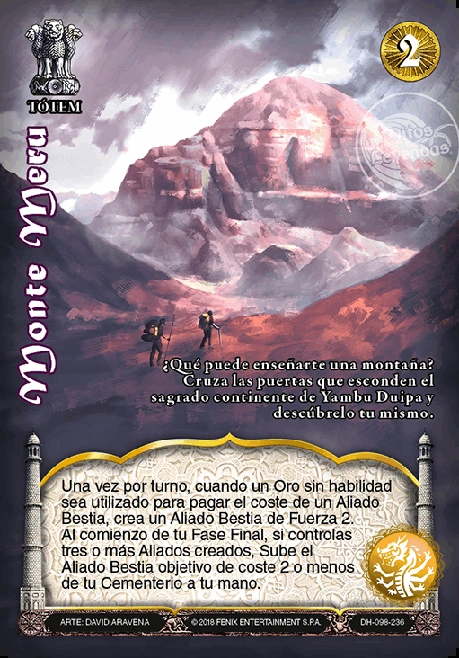 2
TÓTEM
Mitos
Monte Meru
¿Qué puede enseñarte una montaña?
Cruza las puertas que esconden el
sagrado continente de Yambu Duipa y
descúbrelo tu mismo.
Una vez por turno, cuando un Oro sin habilidad
sea utilizado para pagar el coste de un Aliado
Bestia, crea un Aliado Bestia de Fuerza 2.
Al comienzo de tu Fase Final, si controlas
tres o más Aliados creados, Sube el
Aliado Bestia objetivo de coste 2 o menos
de tu Cementerio a tu mano.
ARTE: DAVID ARAVENA
©2018 FENIX ENTERTAINMENT S.P.A.
DH-098-236